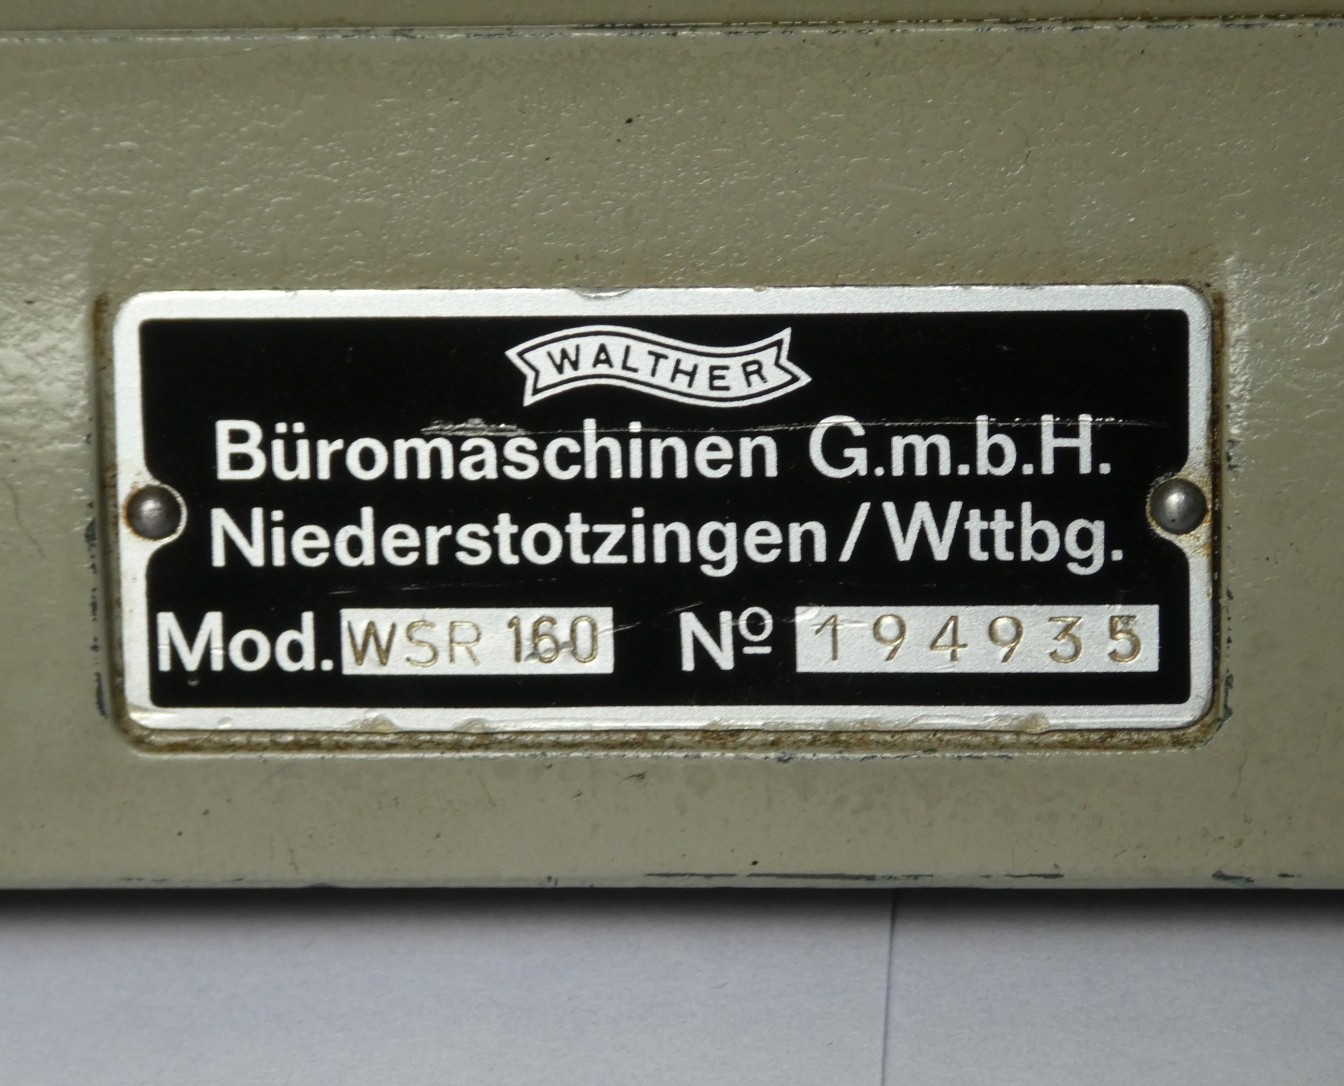 WALTHER
Büromaschinen G.m.b.H.
Niederstotzingen/Wttbg.
Mod. WSR 160 Nº 194935